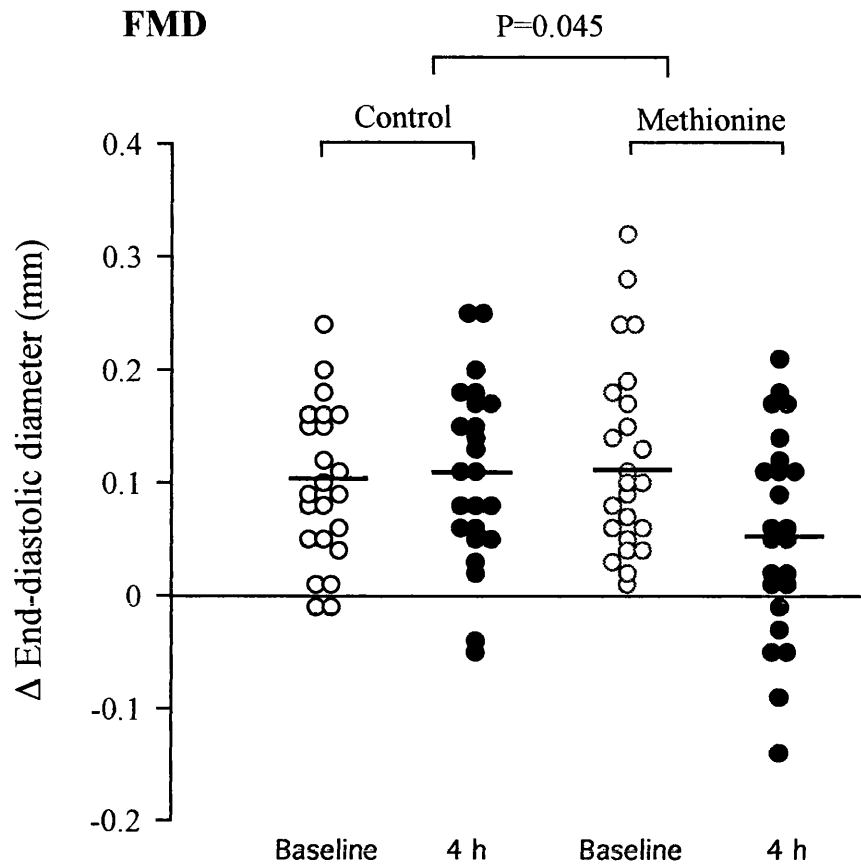 FMD
P=0.045
Control
Methionine
0.4
0.3
0.2
0.1
0
-0.1
-0.2
Δ End-diastolic diameter (mm)
Baseline
4 h
Baseline
4 h